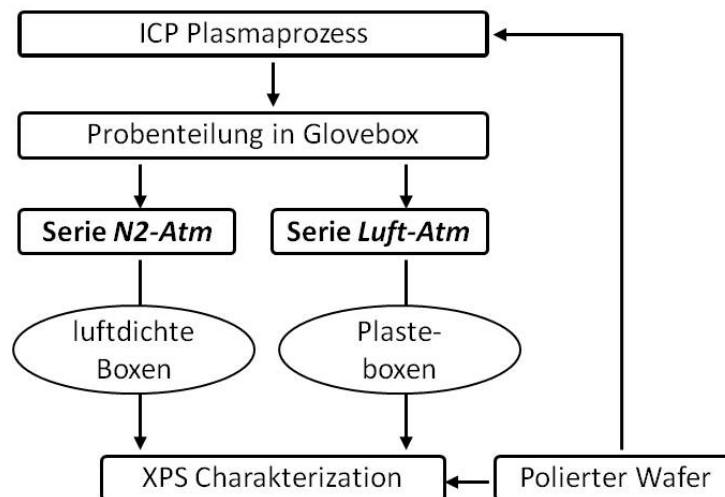 ICP Plasmaprozess
Probenteilung in Glovebox
Serie N2-Atm
Serie Luft-Atm
luftdichte
Boxen
Plaste-
boxen
XPS Charakterization
Polierter Wafer